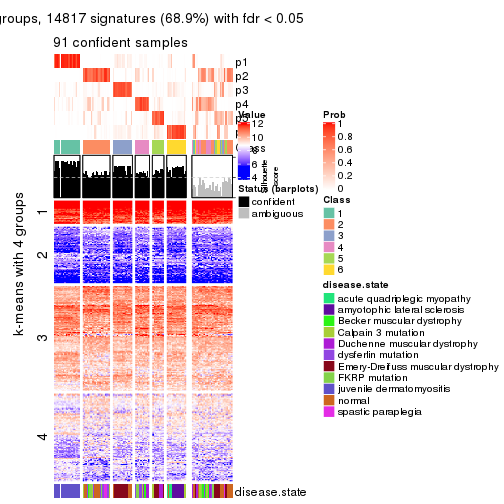 groups, 14817 signatures (68.9%) with fdr < 0.05
91 confident samples
p1
p2
p3
p4
p5
Value
12
10
8
6
4
Silhouette
score
Status (barplots)
confident
ambiguous
Prob
1
0.8
0.6
0.4
0.2
0
Class
1
2
3
4
5
6
disease.state
acute quadriplegic myopathy
amyotophic lateral sclerosis
Becker muscular dystrophy
Calpain 3 mutation
Duchenne muscular dystrophy
dysferlin mutation
Emery-Dreifuss muscular dystrophy
FKRP mutation
juvenile dermatomyositis
normal
spastic paraplegia
k-means with 4 groups
1
2
3
4
disease.state